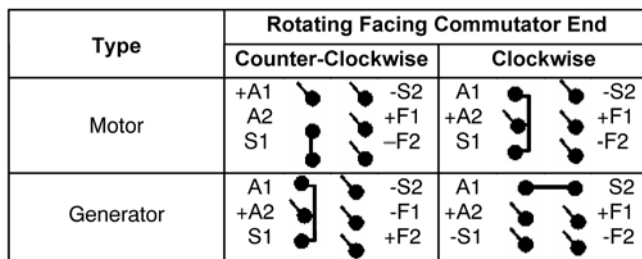 Type
Rotating Facing Commutator End
Counter-Clockwise Clockwise
Motor
+A1 -S2
A2 +F1
S1 –F2
A1 -S2
+A2 +F1
S1 -F2
Generator
A1 -S2
+A2 -F1
S1 +F2
A1 S2
+A2 +F1
-S1 -F2